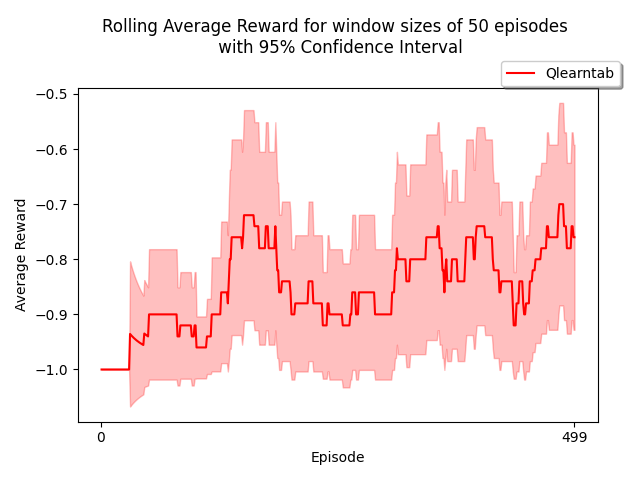 Rolling Average Reward for window sizes of 50 episodes
with 95% Confidence Interval
Qlearntab
−0.5
−0.6
−0.7
−0.8
−0.9
−1.0
Average Reward
0
499
Episode